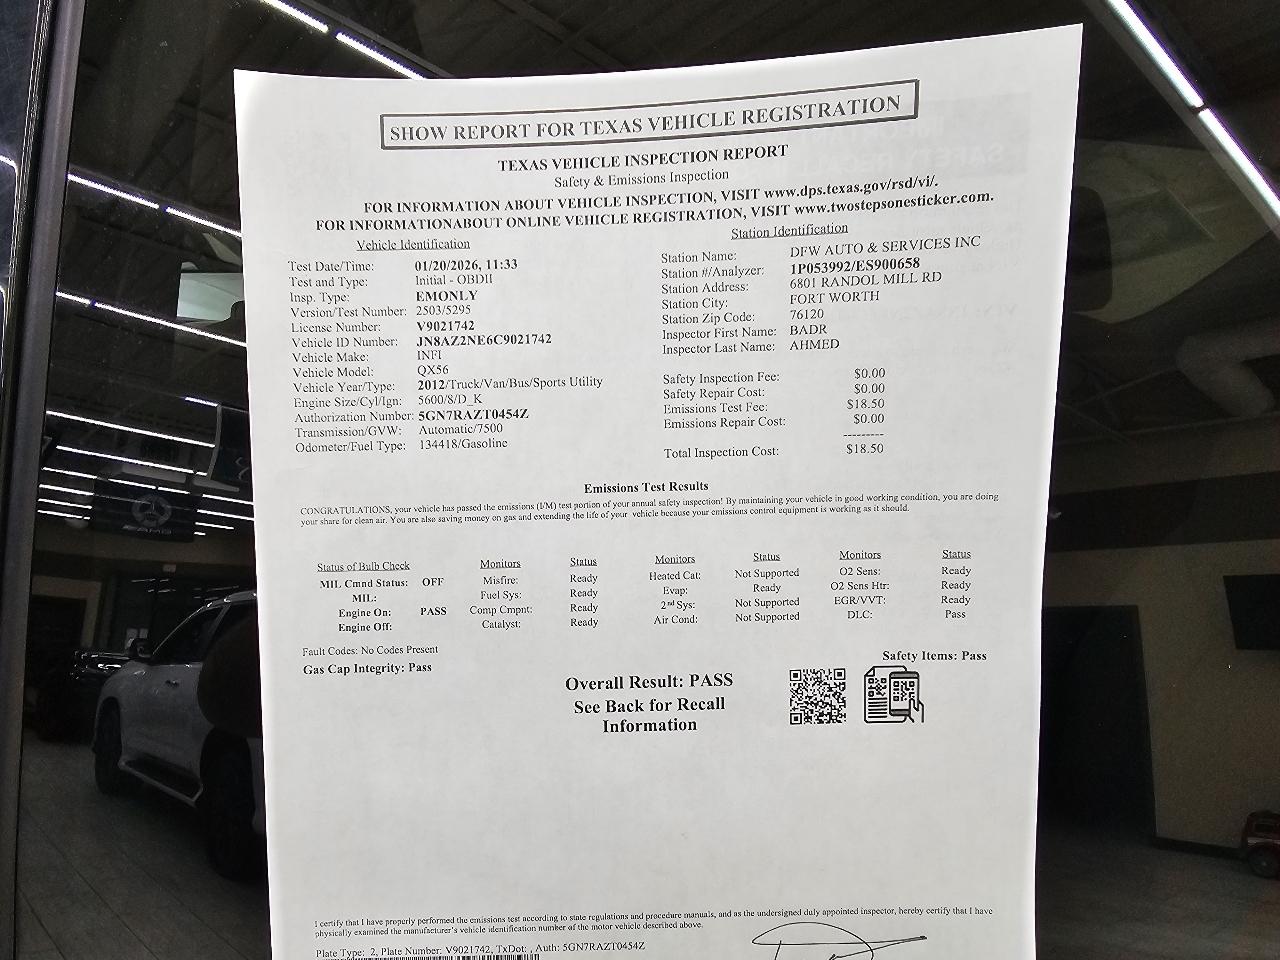 SHOW REPORT FOR TEXAS VEHICLE REGISTRATION
TEXAS VEHICLE INSPECTION REPORT
Safety & Emissions Inspection
FOR INFORMATION ABOUT VEHICLE INSPECTION, VISIT www.dps.texas.gov/rsd/vi/.
FOR INFORMATIONABOUT ONLINE VEHICLE REGISTRATION, VISIT www.twostepsonesticker.com.
Vehicle Identification
Test Date/Time: 01/20/2026, 11:33
Test and Type: Initial - OBDII
Insp. Type: EMONLY
Version/Test Number: 2503/5295
License Number: V9021742
Vehicle ID Number: JN8AZ2NE6C9021742
Vehicle Make: INFI
Vehicle Model: QX56
Vehicle Year/Type: 2012/Truck/Van/Bus/Sports Utility
Engine Size/Cyl/Ign: 5600/8/D_K
Authorization Number: 5GN7RAZT0454Z
Transmission/GVW: Automatic/7500
Odometer/Fuel Type: 134418/Gasoline
Station Identification
Station Name: DFW AUTO & SERVICES INC
Station #/Analyzer: 1P053992/ES900658
Station Address: 6801 RANDOL MILL RD
Station City: FORT WORTH
Station Zip Code: 76120
Inspector First Name: BADR
Inspector Last Name: AHMED
Safety Inspection Fee: $0.00
Safety Repair Cost: $0.00
Emissions Test Fee: $18.50
Emissions Repair Cost: $0.00
---------
Total Inspection Cost: $18.50
Emissions Test Results
CONGRATULATIONS, your vehicle has passed the emissions (I/M) test portion of your annual safety inspection! By maintaining your vehicle in good working condition, you are doing
your share for clean air. You are also saving money on gas and extending the life of your vehicle because your emissions control equipment is working as it should.
Status of Bulb Check Monitors Status Monitors Status Monitors Status
MIL Cmnd Status: OFF Misfire: Ready Heated Cat: Not Supported O2 Sens: Ready
MIL: Fuel Sys: Ready Evap: Ready O2 Sens Htr: Ready
Engine On: PASS Comp Cmpnt: Ready 2nd Sys: Not Supported EGR/VVT: Ready
Engine Off: Catalyst: Ready Air Cond: Not Supported DLC: Pass
Fault Codes: No Codes Present
Gas Cap Integrity: Pass
Safety Items: Pass
Overall Result: PASS
See Back for Recall
Information
I certify that I have properly performed the emissions test according to state regulations and procedure manuals, and as the undersigned duly appointed inspector, hereby certify that I have
physically examined the manufacturer's vehicle identification number of the motor vehicle described above.
Plate Type: 2, Plate Number: V9021742, TxDot: , Auth: 5GN7RAZT0454Z